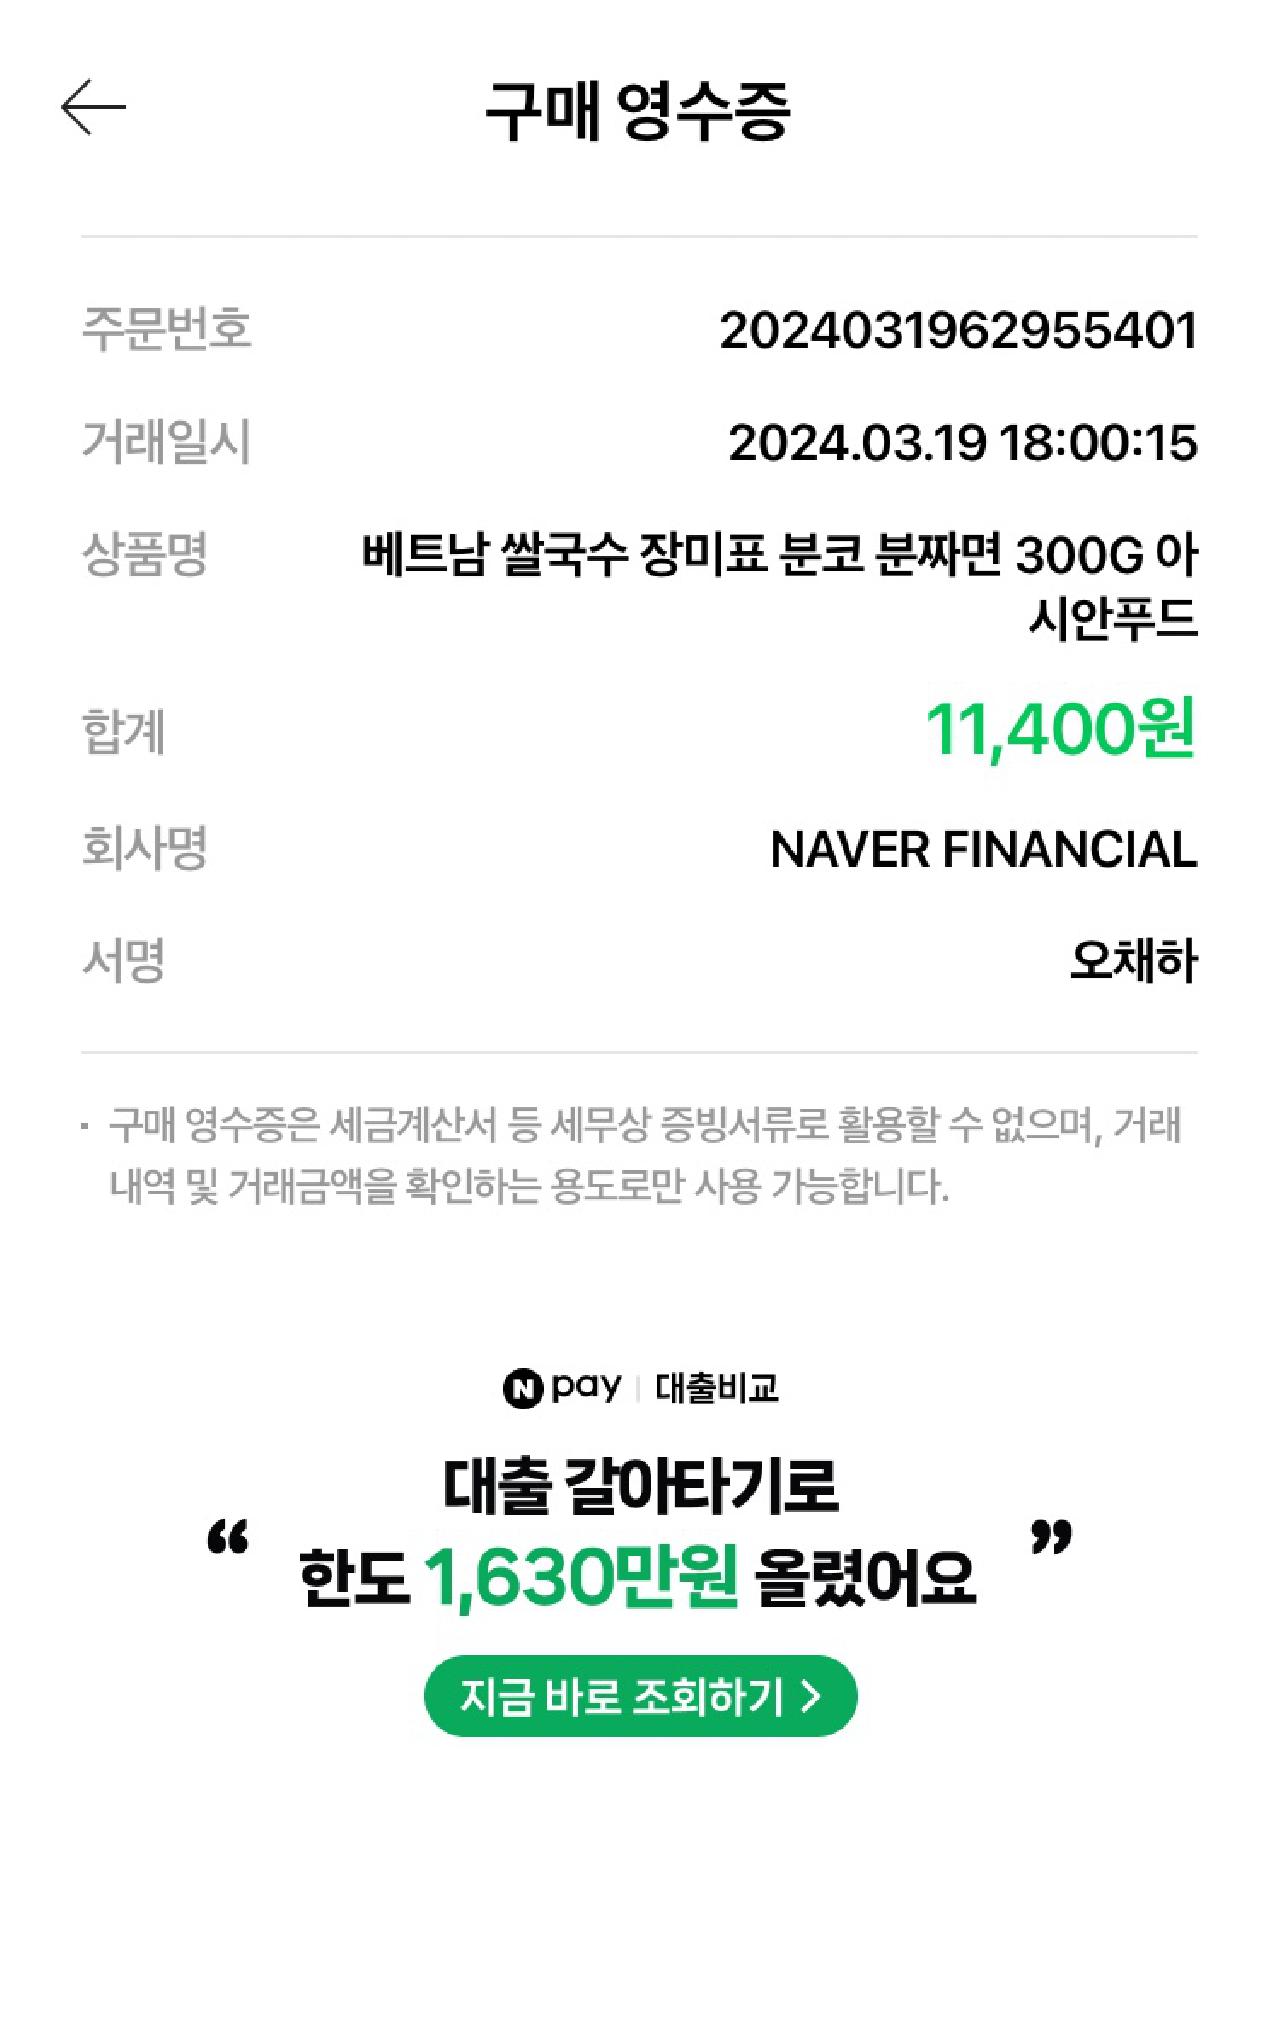 구매 영수증
주문번호 2024031962955401
거래일시 2024.03.19 18:00:15
상품명 베트남 쌀국수 장미표 분코 분짜면 300G 아
시안푸드
합계 11,400원
회사명 NAVER FINANCIAL
서명 오채하
· 구매 영수증은 세금계산서 등 세무상 증빙서류로 활용할 수 없으며, 거래
내역 및 거래금액을 확인하는 용도로만 사용 가능합니다.
N pay | 대출비교
대출 갈아타기로
“ 한도 1,630만원 올렸어요 ”
지금 바로 조회하기 >